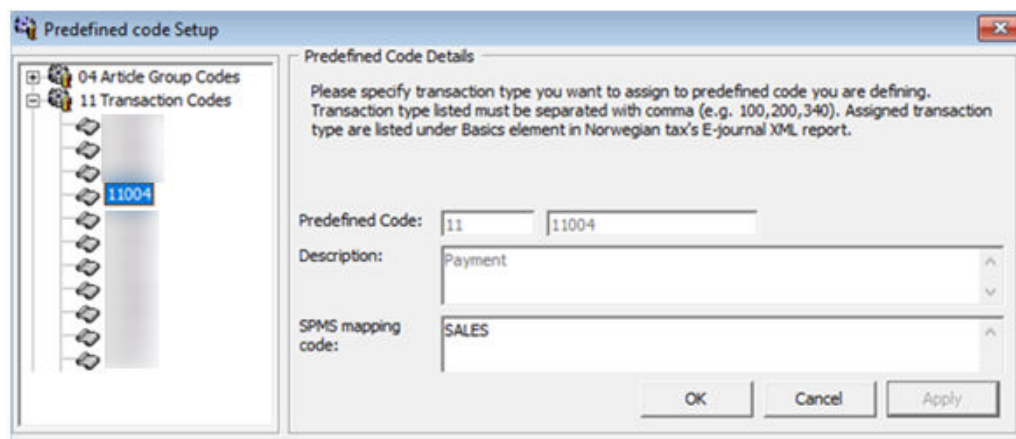 Predefined code Setup
04 Article Group Codes
11 Transaction Codes
11004
Predefined Code Details
Please specify transaction type you want to assign to predefined code you are defining.
Transaction type listed must be separated with comma (e.g. 100,200,340). Assigned transaction
type are listed under Basics element in Norwegian tax's E-journal XML report.
Predefined Code: 11 11004
Description: Payment
SPMS mapping
code: SALES
OK Cancel Apply